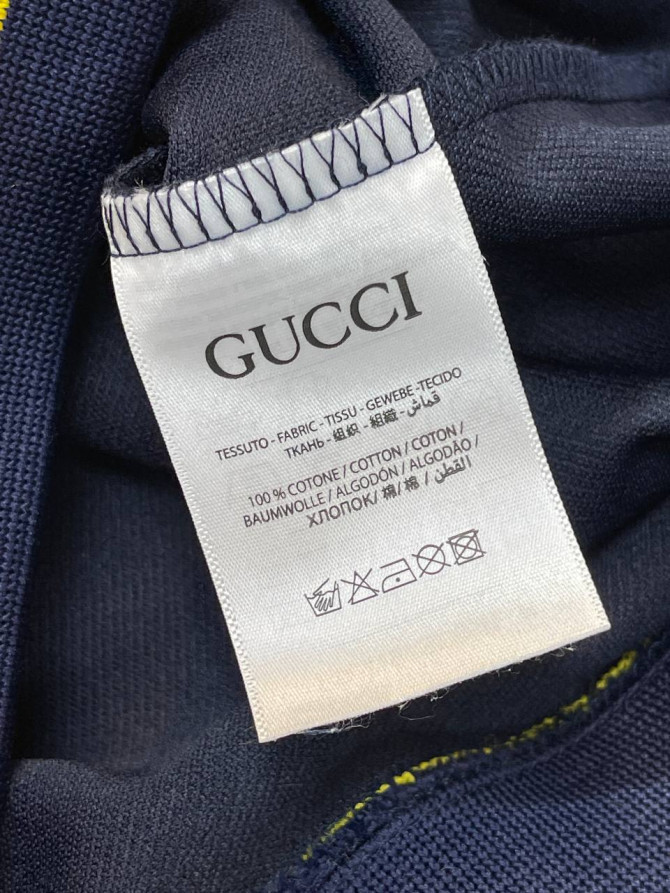 GUCCI
TESSUTO - FABRIC - TISSU - GEWEBE -TECIDO
ТКАНЬ - 组织 - 組織 - قماش
100 % COTONE / COTTON / COTON /
BAUMWOLLE / ALGODÓN / ALGODÃO /
ХЛОПОК/ 棉/ 棉 / القطن